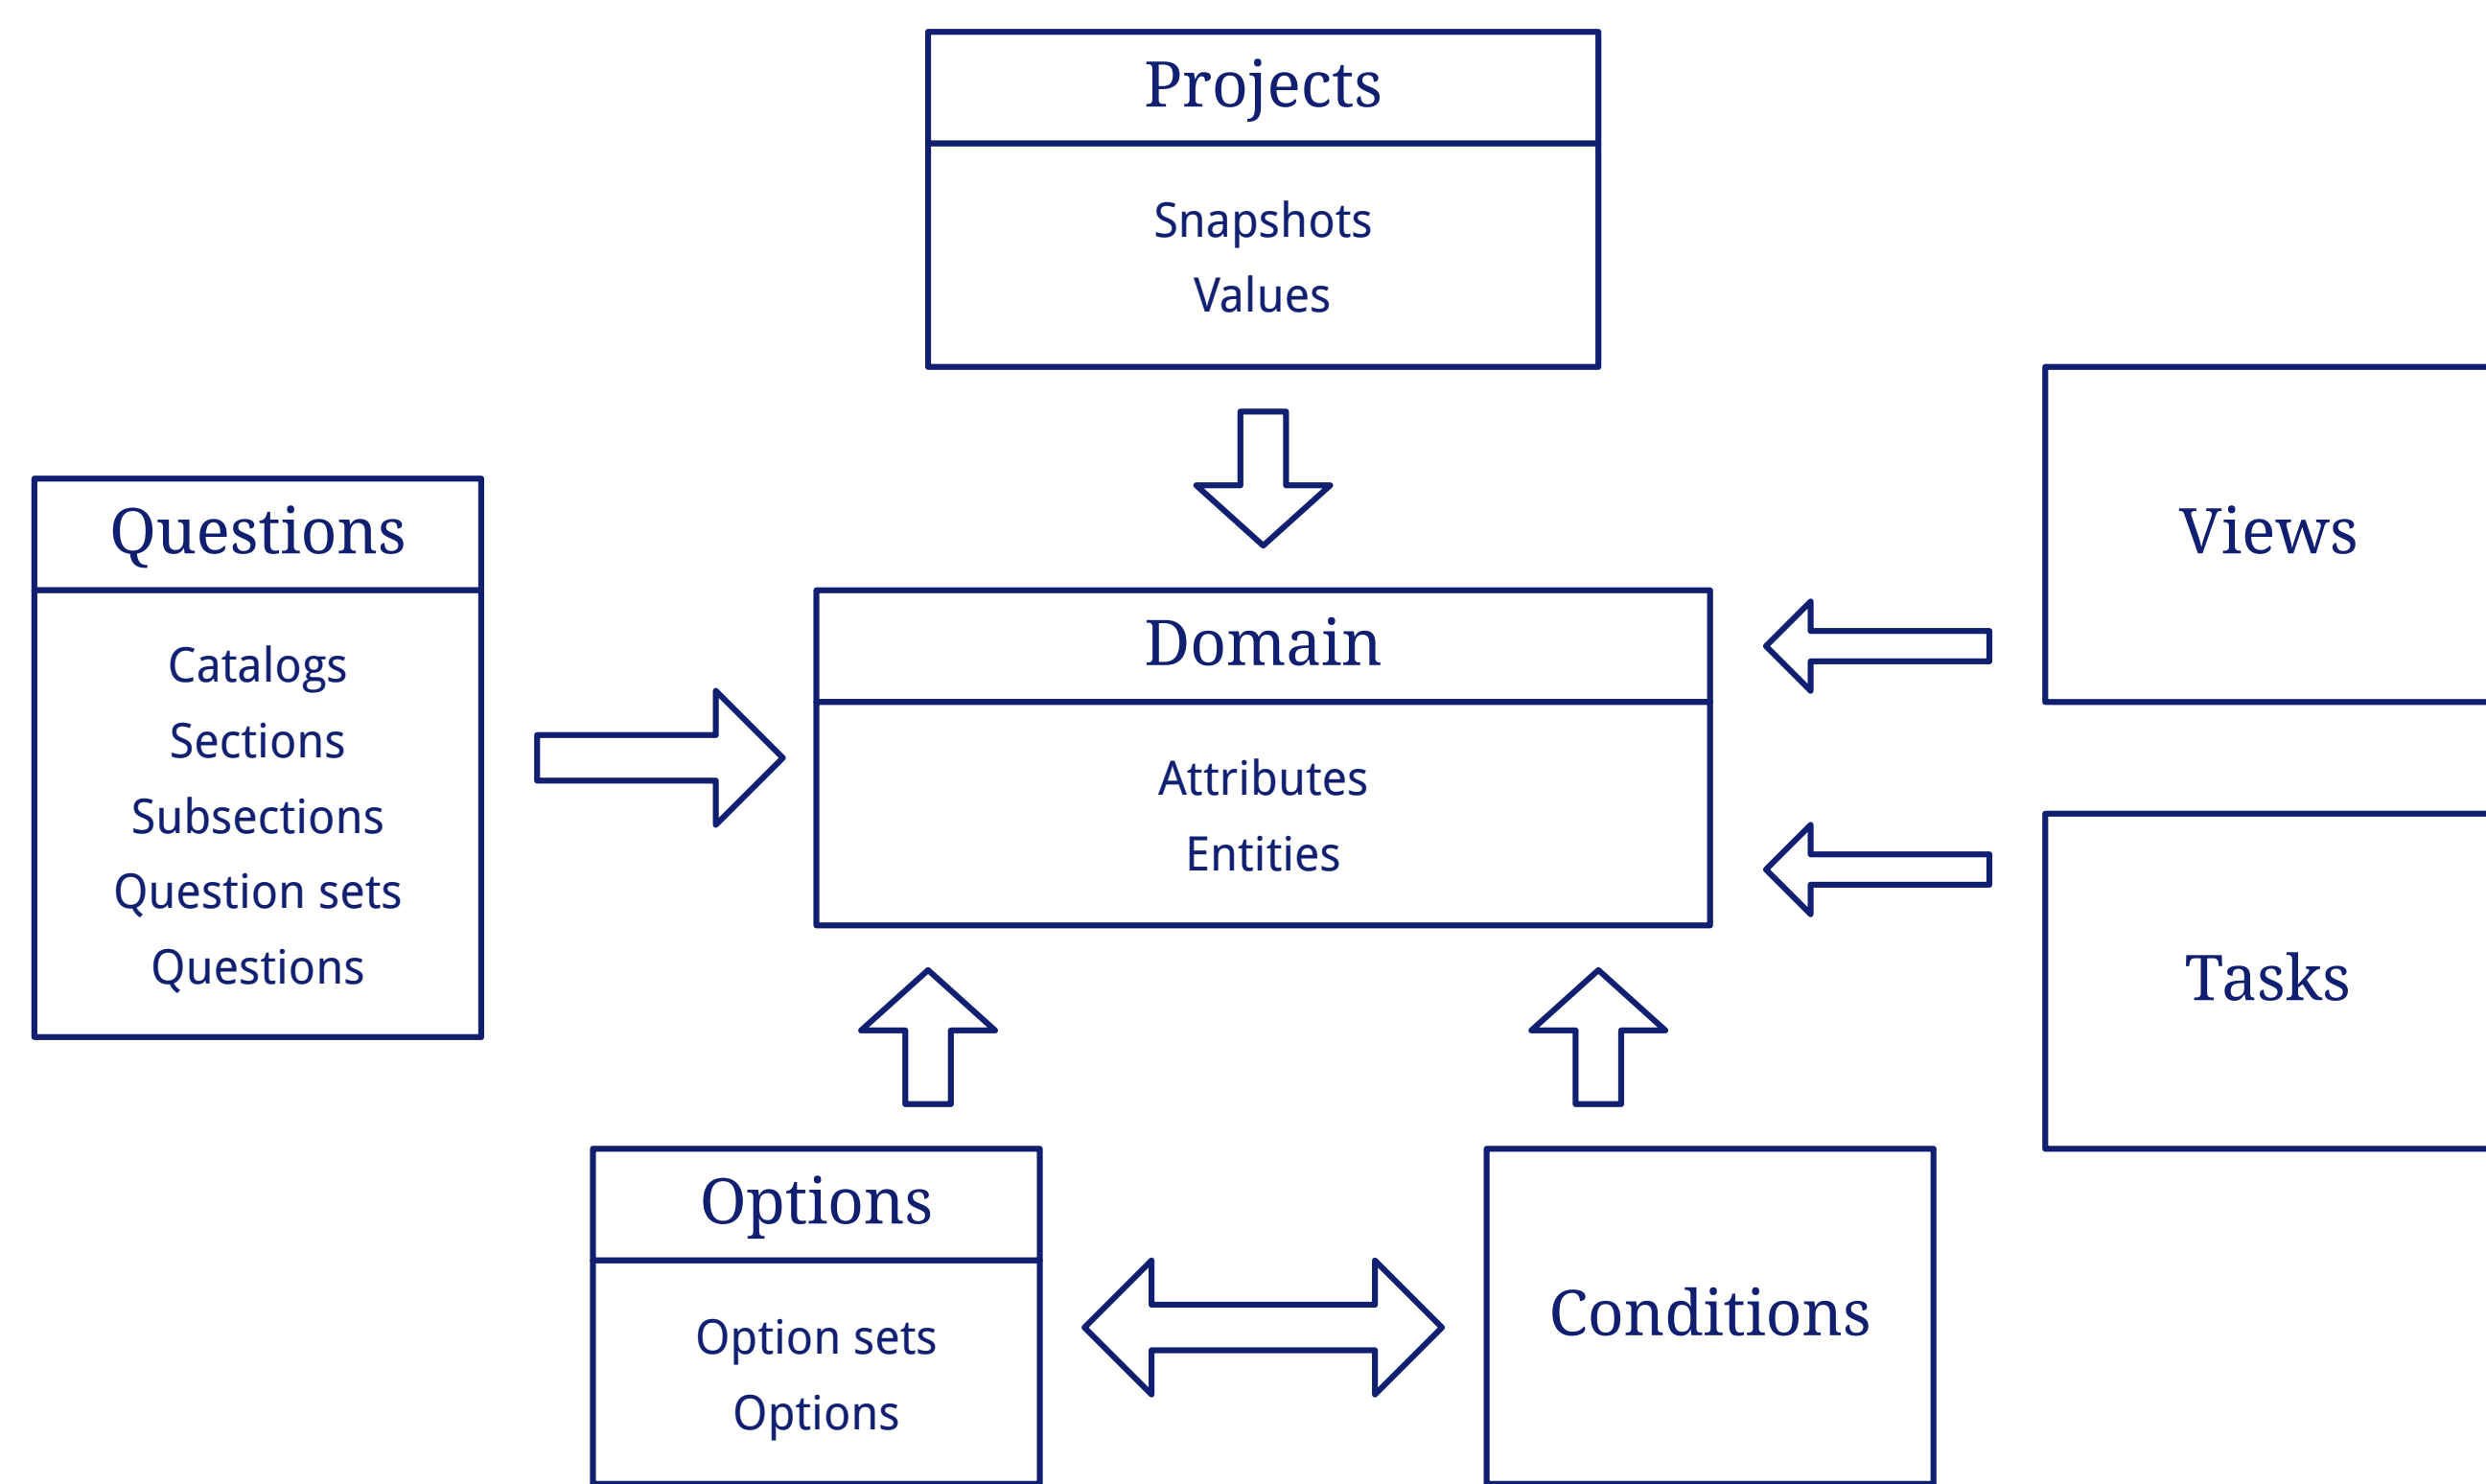 Projects
Snapshots
Values
Questions
Catalogs
Sections
Subsections
Question sets
Questions
Domain
Attributes
Entities
Views
Tasks
Options
Option sets
Options
Conditions